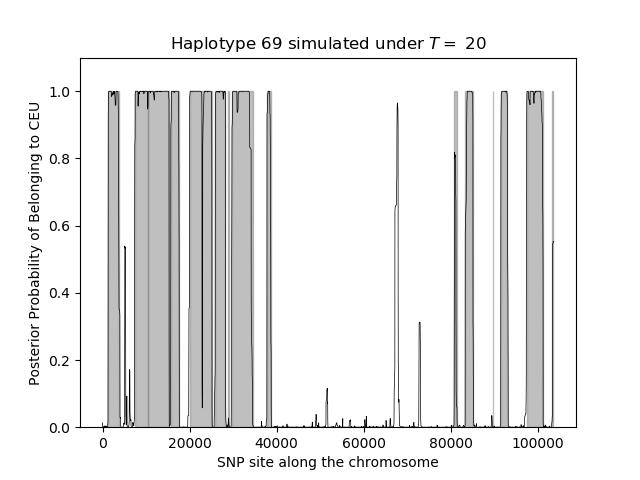 Haplotype 69 simulated under T = 20
Posterior Probability of Belonging to CEU
1.0
0.8
0.6
0.4
0.2
0.0
0 20000 40000 60000 80000 100000
SNP site along the chromosome